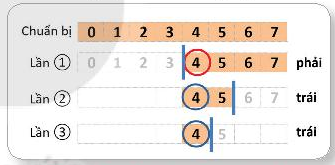 Chuẩn bị 0 1 2 3 4 5 6 7
Lần ① 0 1 2 3 4 5 6 7 phải
Lần ② 4 5 6 7 trái
Lần ③ 4 5 trái